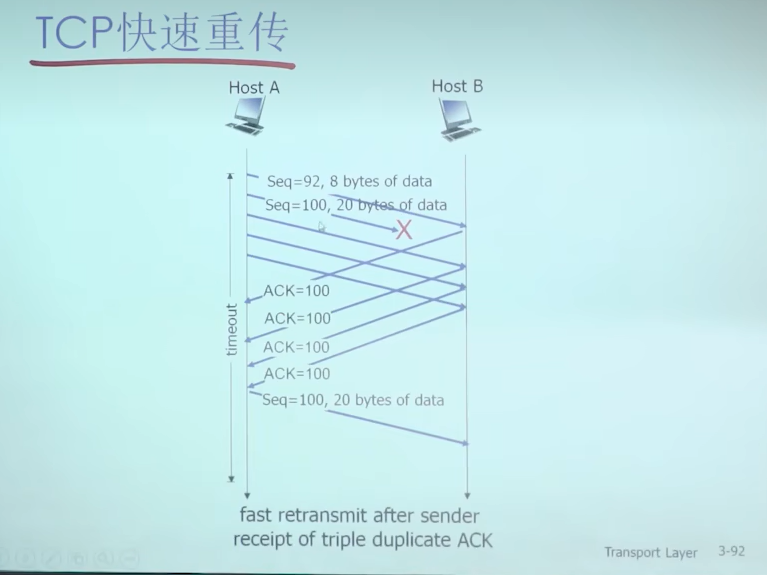 TCP快速重传
Host A
Host B
Seq=92, 8 bytes of data
Seq=100, 20 bytes of data
X
ACK=100
ACK=100
timeout
ACK=100
ACK=100
Seq=100, 20 bytes of data
fast retransmit after sender
receipt of triple duplicate ACK
Transport Layer 3-92